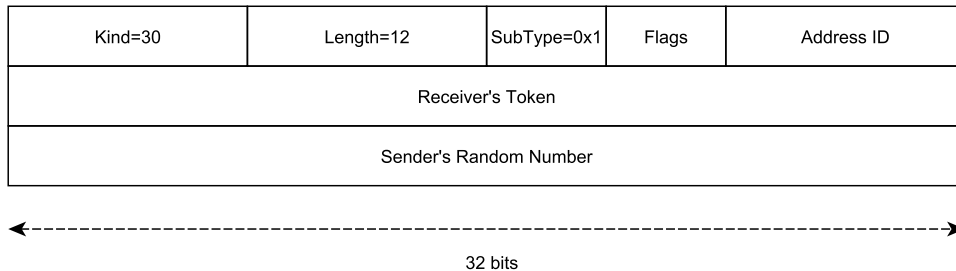 Kind=30 Length=12 SubType=0x1 Flags Address ID
Receiver's Token
Sender's Random Number
32 bits